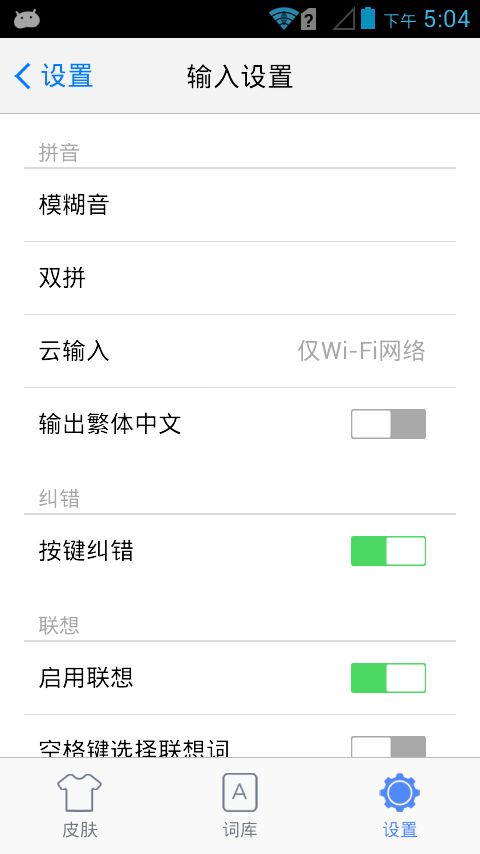 下午 5:04
设置
输入设置
拼音
模糊音
双拼
云输入 仅Wi-Fi网络
输出繁体中文
纠错
按键纠错
联想
启用联想
空格键选择联想词
A
皮肤 词库 设置